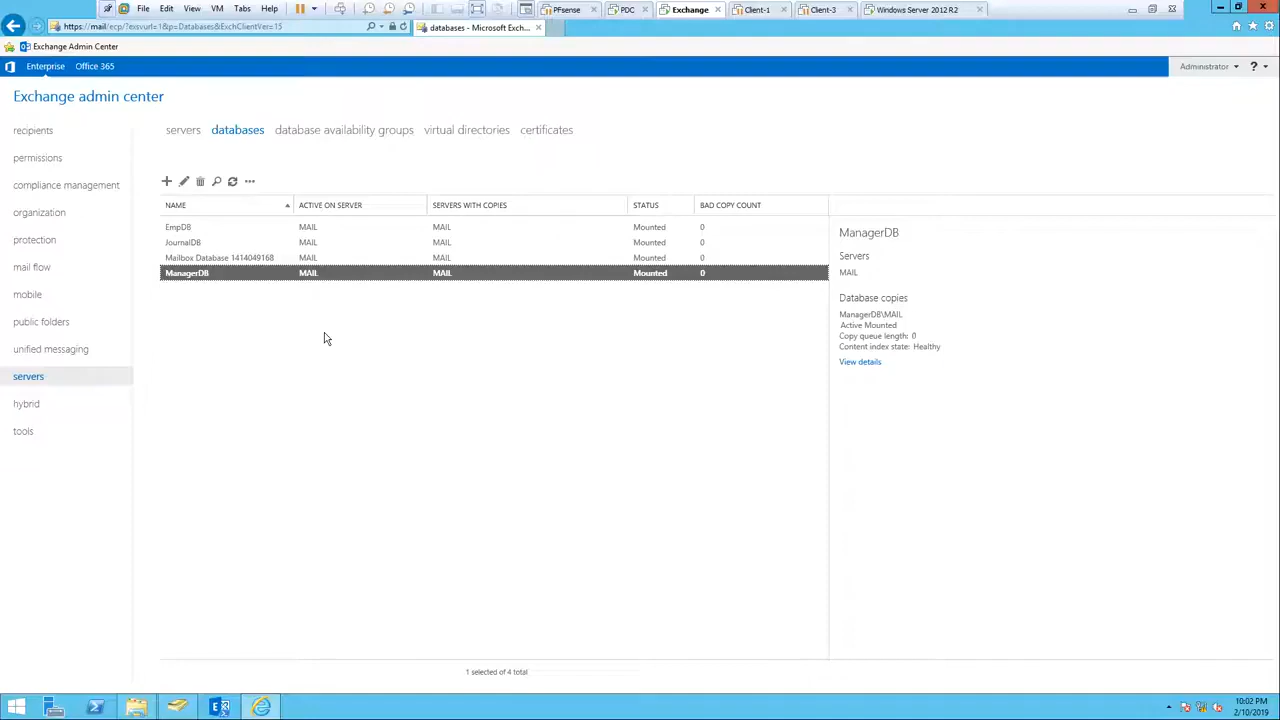 File Edit View VM Tabs Help PFsense PDC Exchange Client-1 Client-3 Windows Server 2012 R2
https://mail/ecp/?exsvurl=1&p=Databases&ExchClientVer=15 databases - Microsoft Exch...
Exchange Admin Center
Enterprise Office 365 Administrator ?
Exchange admin center
recipients
permissions
compliance management
organization
protection
mail flow
mobile
public folders
unified messaging
servers
hybrid
tools
servers databases database availability groups virtual directories certificates
NAME ACTIVE ON SERVER SERVERS WITH COPIES STATUS BAD COPY COUNT
EmpDB MAIL MAIL Mounted 0
JournalDB MAIL MAIL Mounted 0
Mailbox Database 1414049168 MAIL MAIL Mounted 0
ManagerDB MAIL MAIL Mounted 0
1 selected of 4 total
ManagerDB
Servers
MAIL
Database copies
ManagerDB\MAIL
Active Mounted
Copy queue length: 0
Content index state: Healthy
View details
10:02 PM
2/10/2019